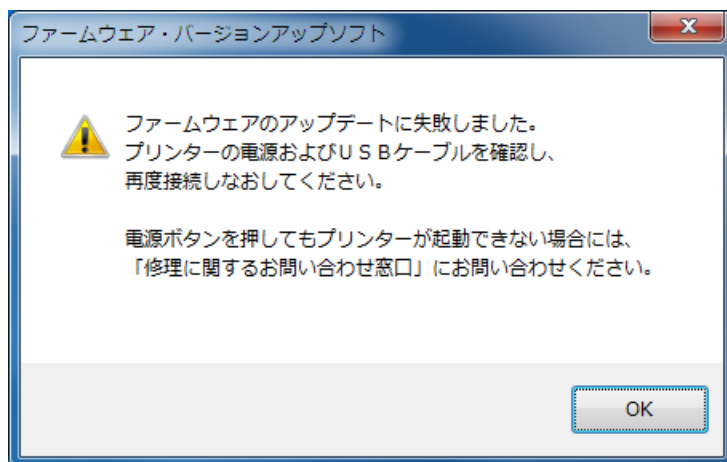 ファームウェア・バージョンアップソフト
ファームウェアのアップデートに失敗しました。
プリンターの電源およびＵＳＢケーブルを確認し、
再度接続しなおしてください。
電源ボタンを押してもプリンターが起動できない場合には、
「修理に関するお問い合わせ窓口」にお問い合わせください。
OK